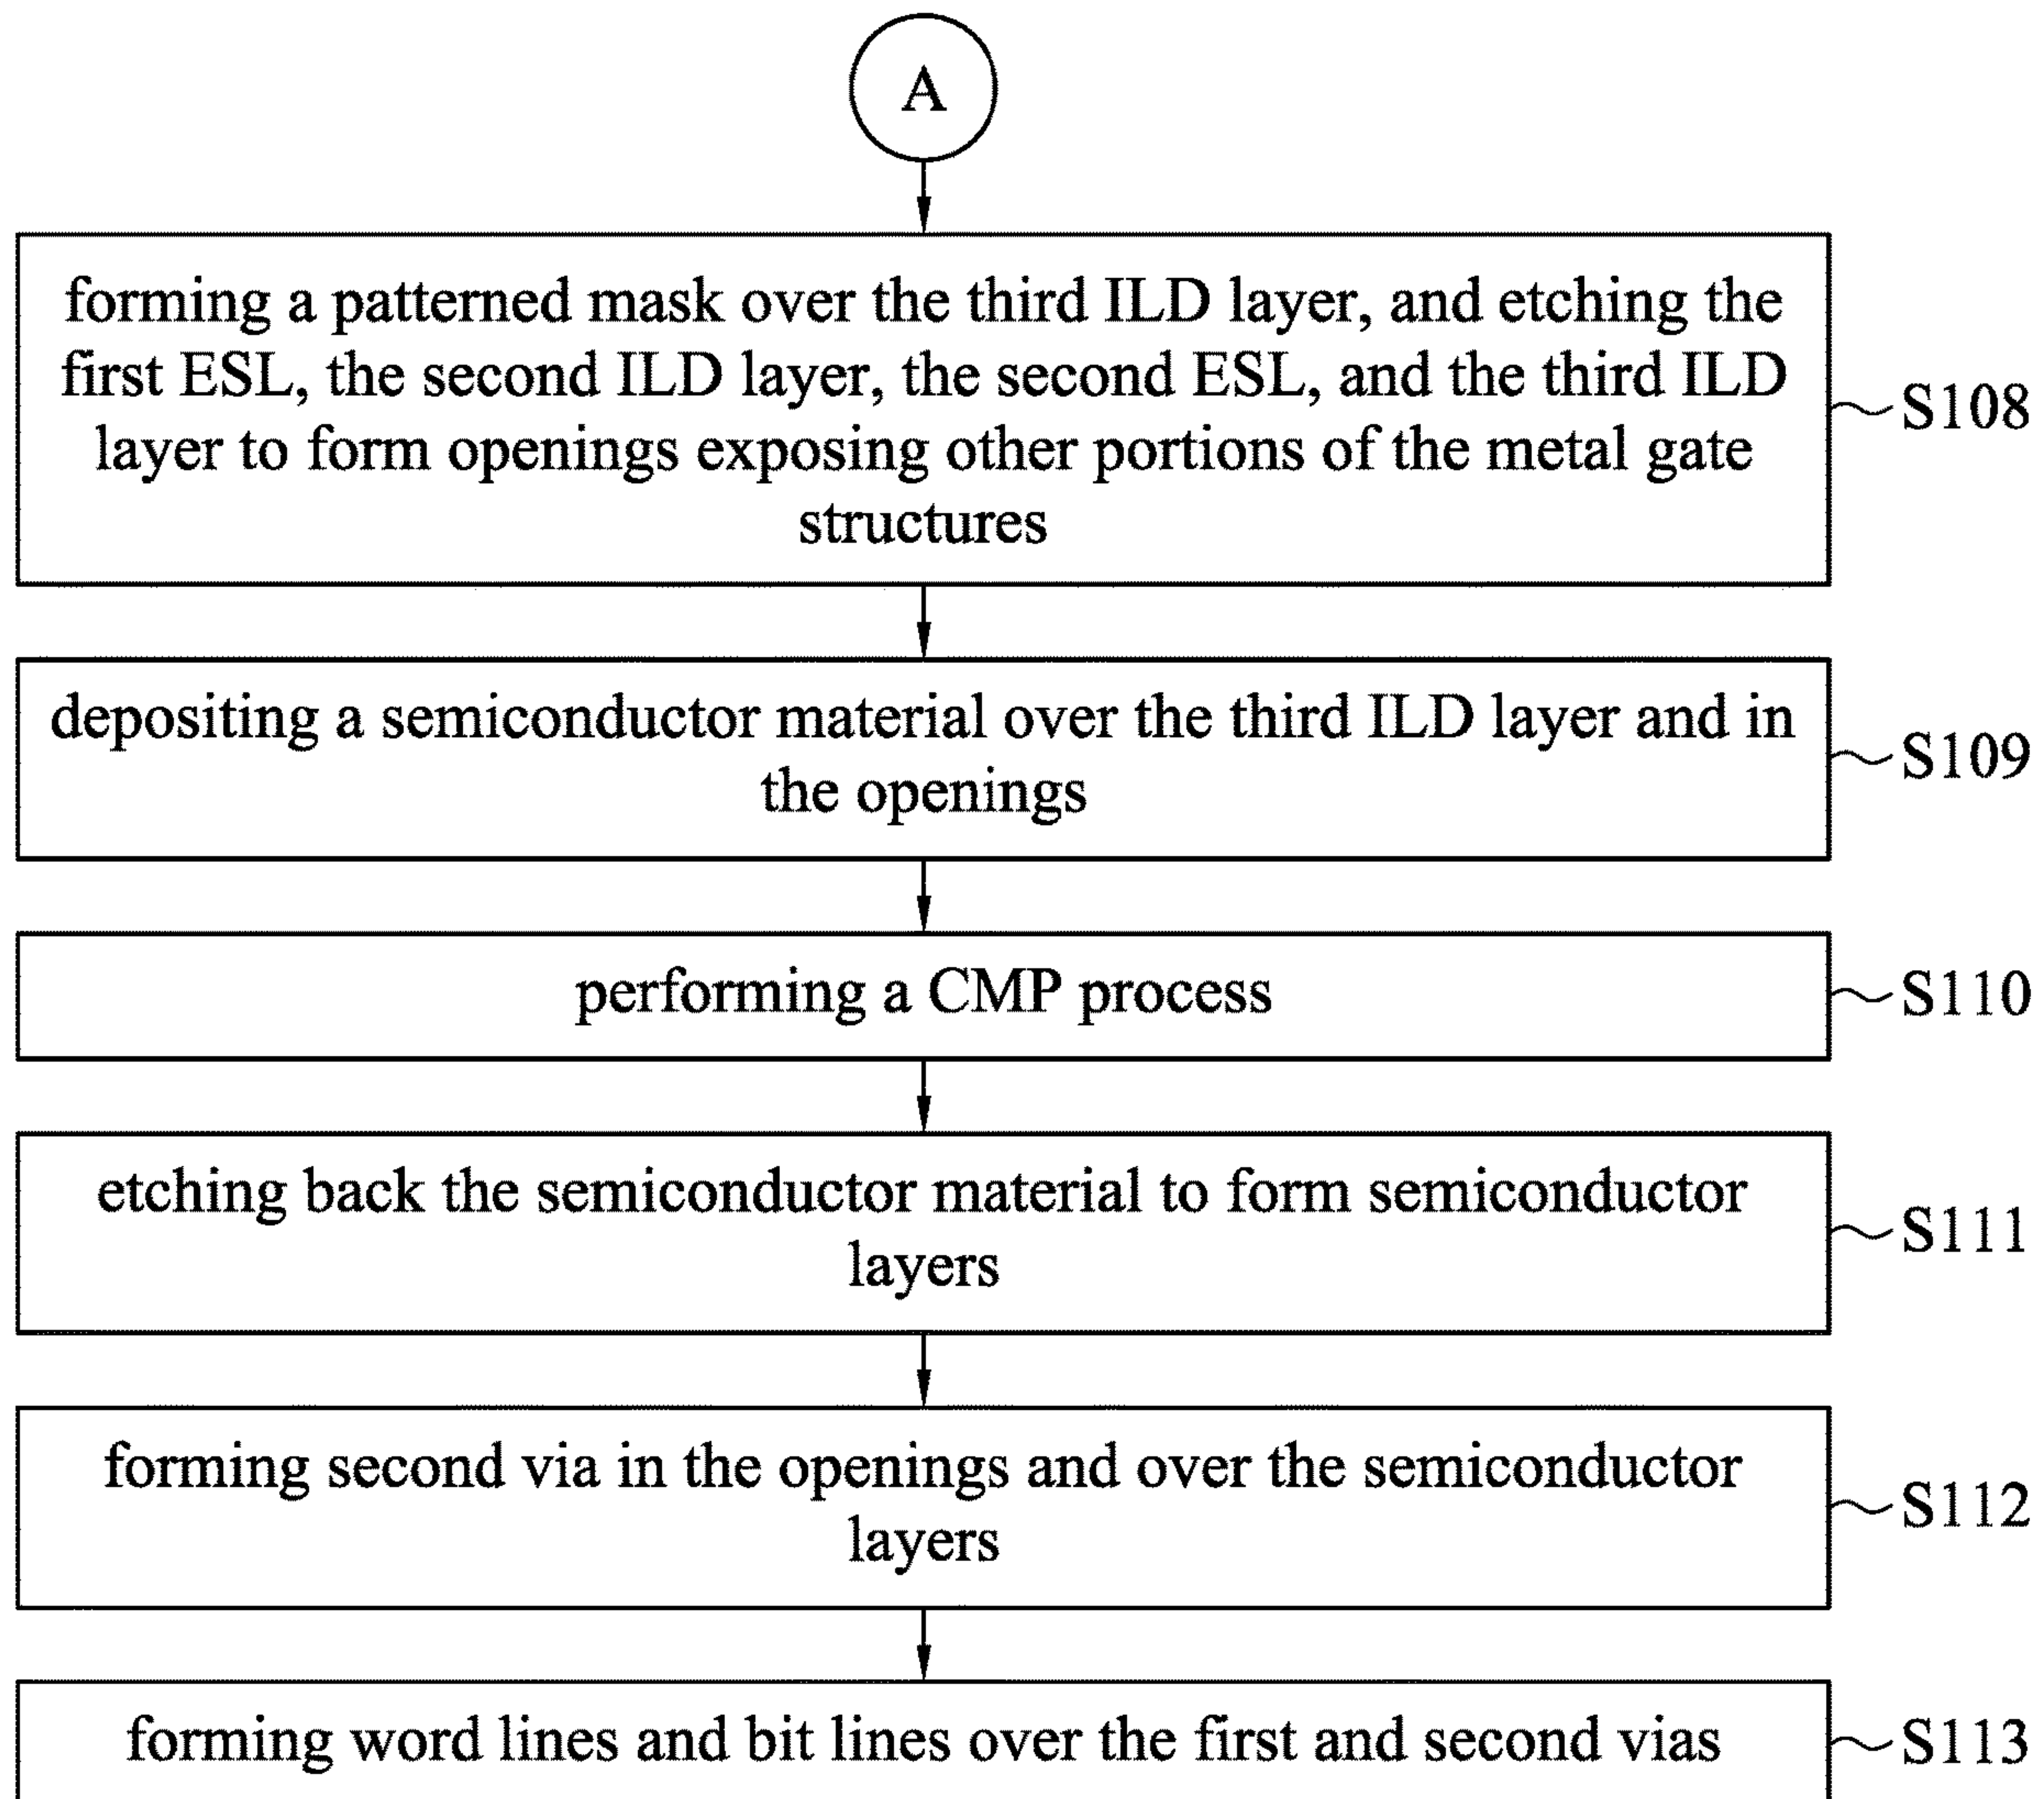 A
forming a patterned mask over the third ILD layer, and etching the
first ESL, the second ILD layer, the second ESL, and the third ILD
layer to form openings exposing other portions of the metal gate
structures
S108
depositing a semiconductor material over the third ILD layer and in
the openings
S109
performing a CMP process
S110
etching back the semiconductor material to form semiconductor
layers
S111
forming second via in the openings and over the semiconductor
layers
S112
forming word lines and bit lines over the first and second vias
S113